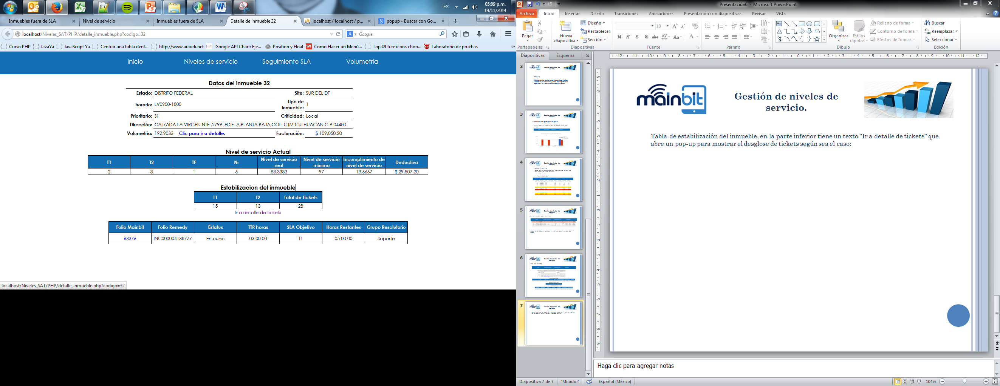 ES
05:09 p.m.
19/11/2014
Inmuebles fuera de SLA
Nivel de servicio
Inmuebles fuera de SLA
Detalle de inmueble 32
localhost / localhost / p...
popup - Buscar con Go...
localhost/Niveles_SAT/PHP/detalle_inmueble.php?codigo=32
Google
Curso PHP
JavaYa
JavaScript Ya
Centrar una tabla dent...
http://www.araudi.net
Google API Chart: Eje...
Position y Float
Como Hacer un Menú...
Top 49 free icons choo...
Laboratorio de pruebas
Inicio
Niveles de servicio
Seguimiento SLA
Volumetría
Datos del inmueble 32
Estado: DISTRITO FEDERAL Site: SUR DEL DF
horario: LV0900-1800 Tipo de inmueble: 1
Prioritario: Si Criticidad: Local
Dirección: CALZADA LA VIRGEN NTE ,2799 ,EDIF. A,PLANTA BAJA,COL. CTM CULHUACAN C.P.04480
Volumetría: 192.9033 Clic para ir a detalle. Facturación: $ 109,050.20
Nivel de servicio Actual
T1 T2 TF Nr Nivel de servicio real Nivel de servicio mínimo Incumplimiento de nivel de servicio Deductiva
2 3 1 5 83.3333 97 13.6667 $ 29,807.20
Estabilizacion del inmueble
T1 T2 Total de Tickets
15 13 28
Ir a detalle de tickets
Folio Mainbit Folio Remedy Estatus TTR horas SLA Objetivo Horas Restantes Grupo Resolutorio
63376 INC000004138777 En curso 03:00:00 T1 05:00:00 Soporte
localhost/Niveles_SAT/PHP/detalle_inmueble.php?codigo=32
Presentación6 - Microsoft PowerPoint
Archivo Inicio Insertar Diseño Transiciones Animaciones Presentación con diapositivas Revisar Vista
Pegar
Nueva diapositiva
Diseño
Restablecer
Sección
18
Organizar
Estilos rápidos
Relleno de forma
Contorno de forma
Efectos de formas
Buscar
Reemplazar
Seleccionar
Portapapeles Diapositivas Fuente Párrafo Dibujo Edición
Diapositivas Esquema
2
3
4
5
6
7
mainbit
Gestión de niveles de
servicio.
Tabla de estabilización del inmueble, en la parte inferior tiene un texto “Ir a detalle de tickets” que
abre un pop-up para mostrar el desglose de tickets según sea el caso:
Haga clic para agregar notas
Diapositiva 7 de 7
"Mirador"
Español (México)
104%